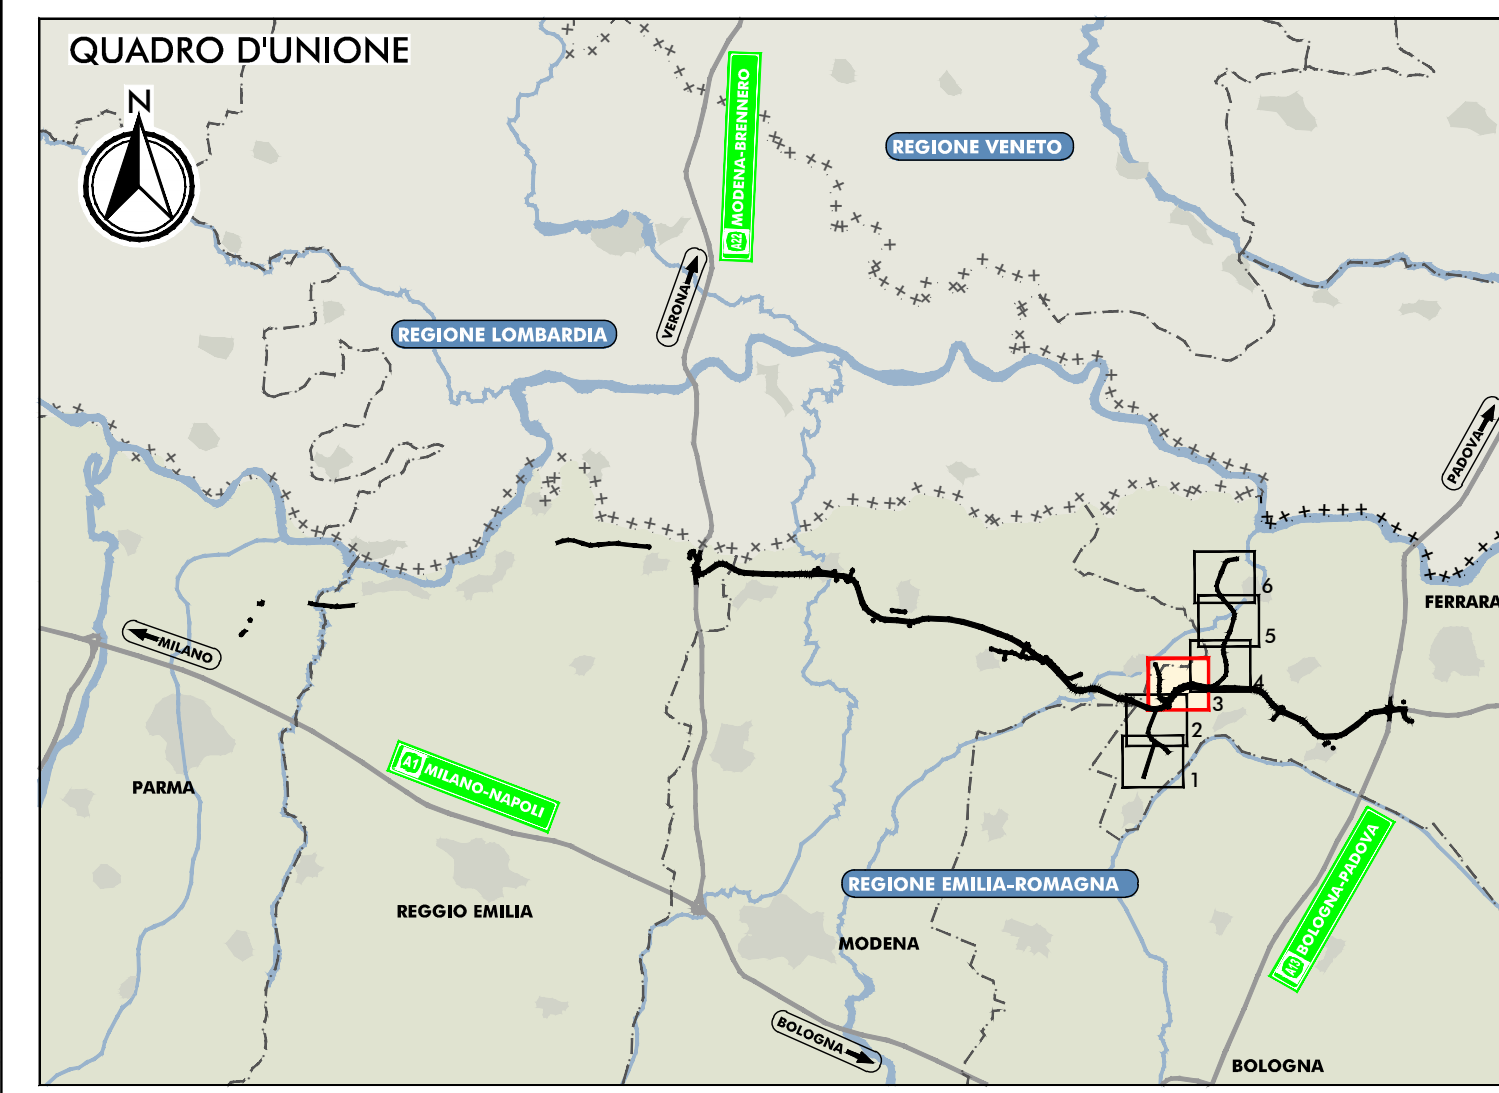 QUADRO D'UNIONE
N
A22 MODENA-BRENNERO
REGIONE VENETO
VERONA
REGIONE LOMBARDIA
PADOVA
6
FERRARA
5
MILANO
4
3
2
1
PARMA
A1 MILANO-NAPOLI
A13 BOLOGNA-PADOVA
REGIONE EMILIA-ROMAGNA
REGGIO EMILIA
MODENA
BOLOGNA
BOLOGNA